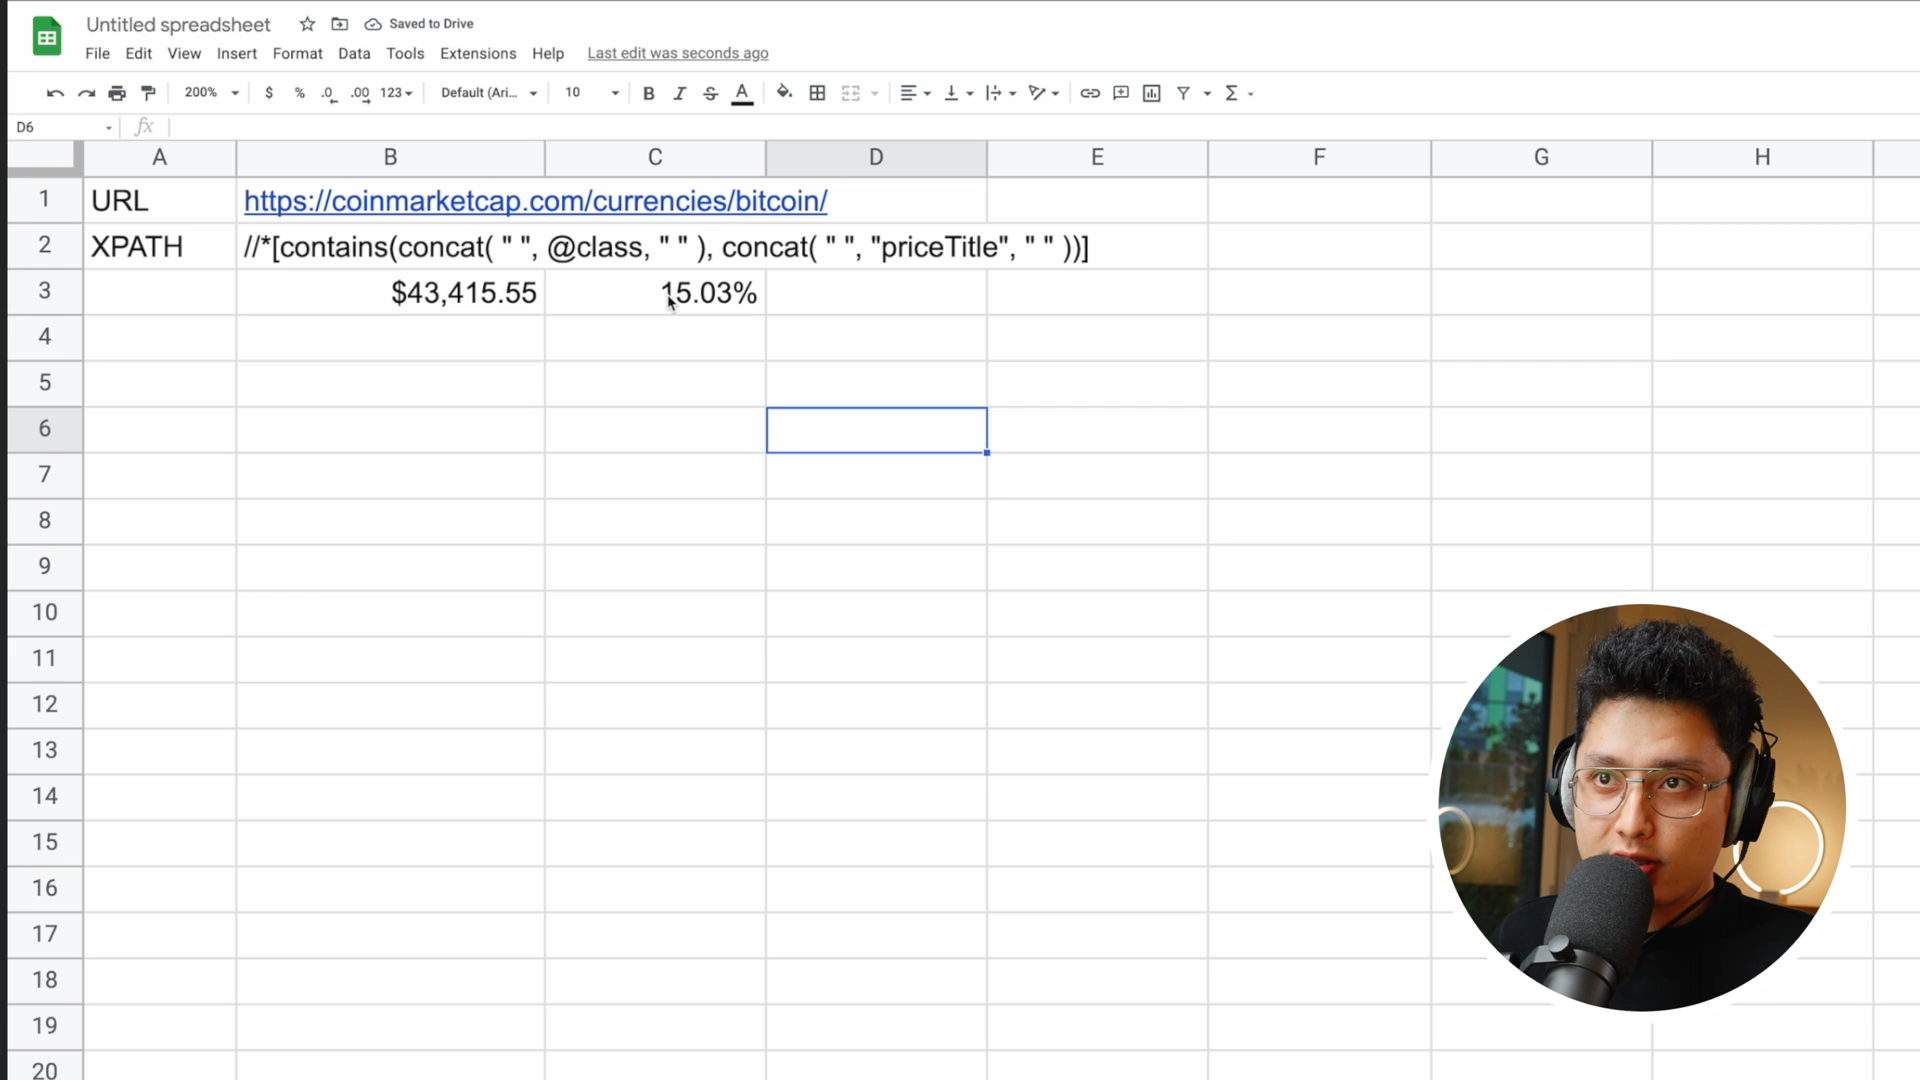 Untitled spreadsheet Saved to Drive
File Edit View Insert Format Data Tools Extensions Help Last edit was seconds ago
200% $ % .0 .00 123 Default (Ari... 10 B I S A
D6 fx
A B C D E F G H
1 URL https://coinmarketcap.com/currencies/bitcoin/
2 XPATH //*[contains(concat( " ", @class, " " ), concat( " ", "priceTitle", " " ))]
3 $43,415.55 15.03%
4
5
6
7
8
9
10
11
12
13
14
15
16
17
18
19
20